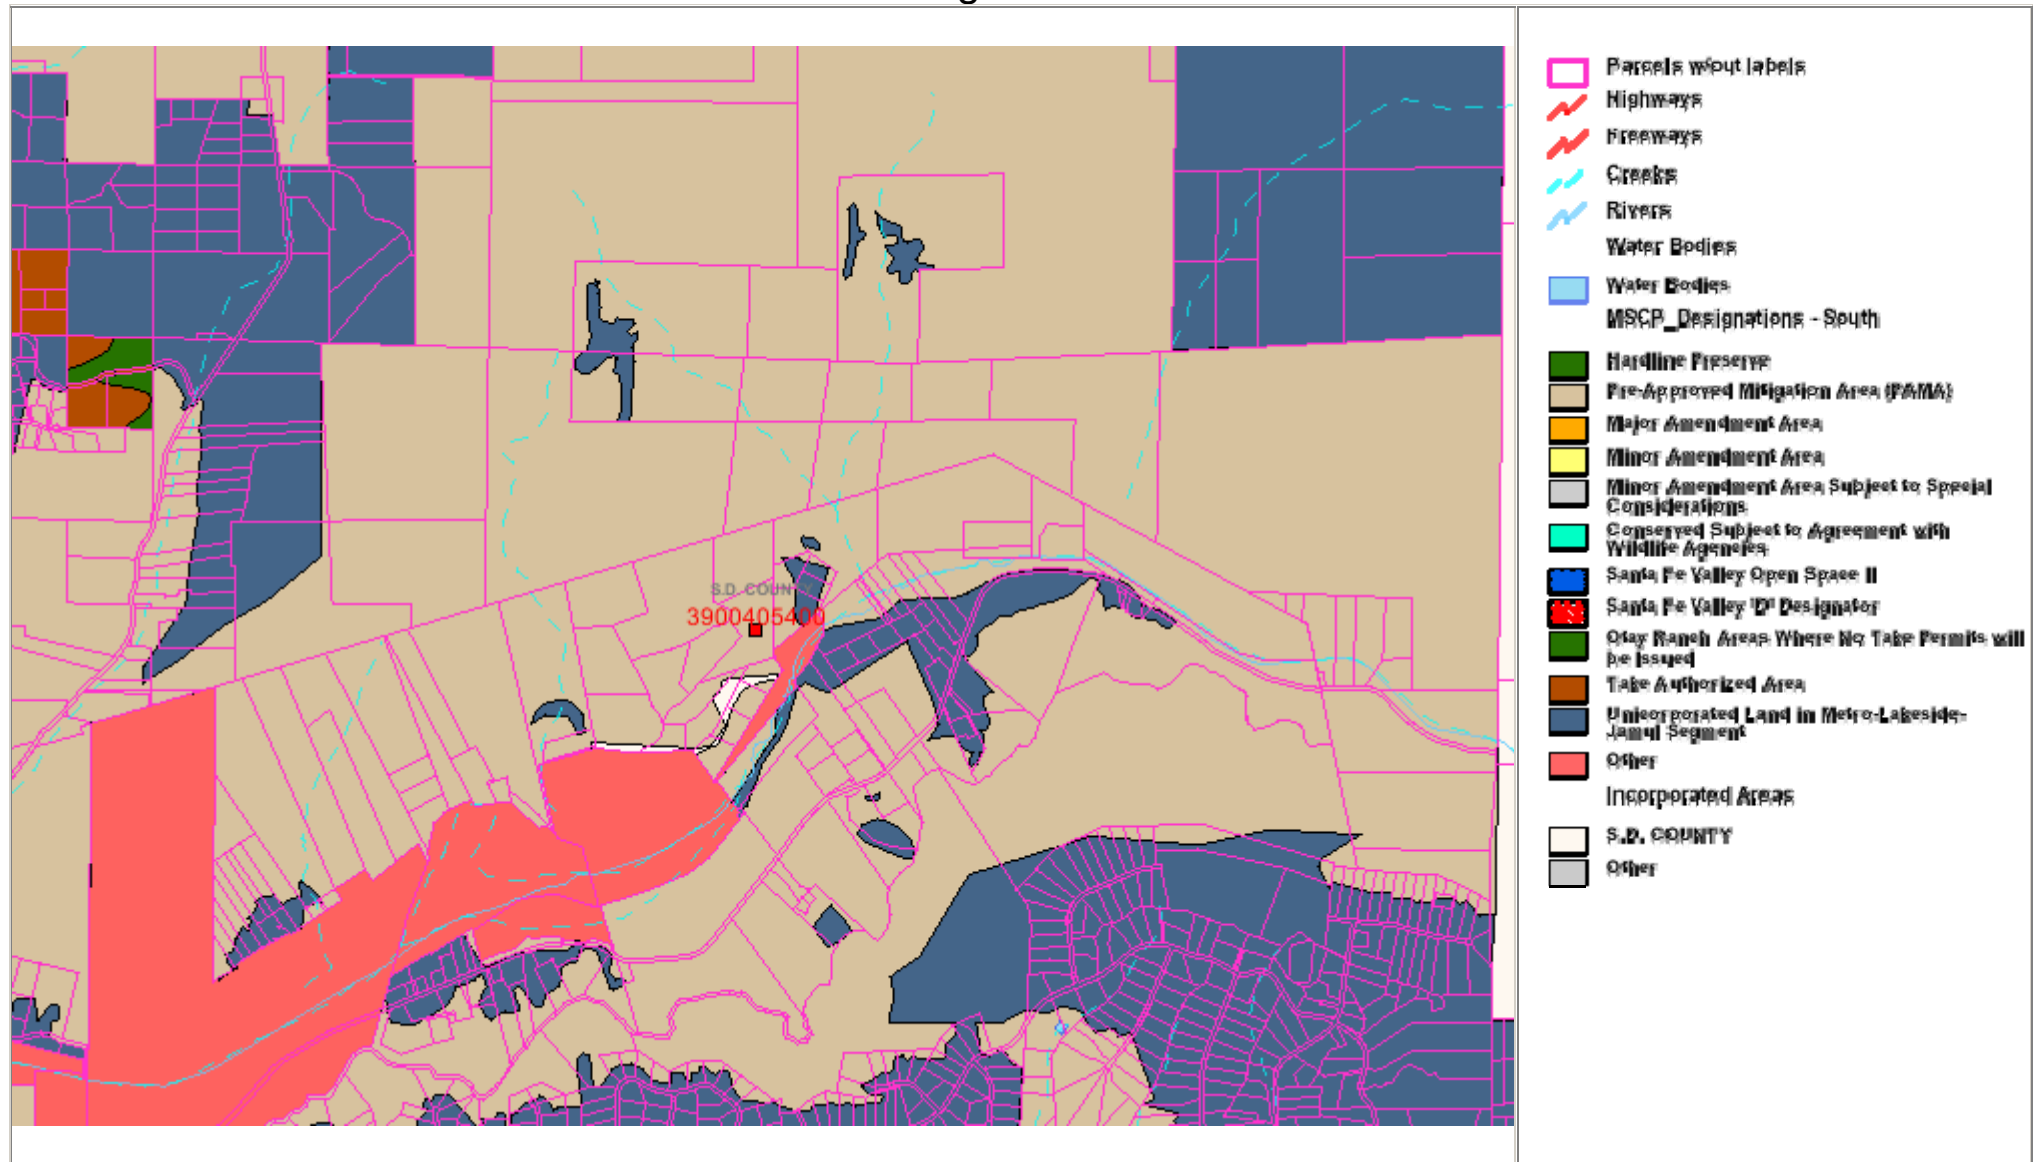 S.D. COUNTY
3900405400
Parcels w/out labels
Highways
Freeways
Creeks
Rivers
Water Bodies
Water Bodies
MSCP_Designations - South
Hardline Preserve
Pre-Approved Mitigation Area (PAMA)
Major Amendment Area
Minor Amendment Area
Minor Amendment Area Subject to Special
Considerations
Conserved Subject to Agreement with
Wildlife Agencies
Santa Fe Valley Open Space II
Santa Fe Valley 'D' Designator
Otay Ranch Areas Where No Take Permits will
be Issued
Take Authorized Area
Unicorporated Land in Metro-Lakeside-
Jamul Segment
Other
Incorporated Areas
S.D. COUNTY
Other